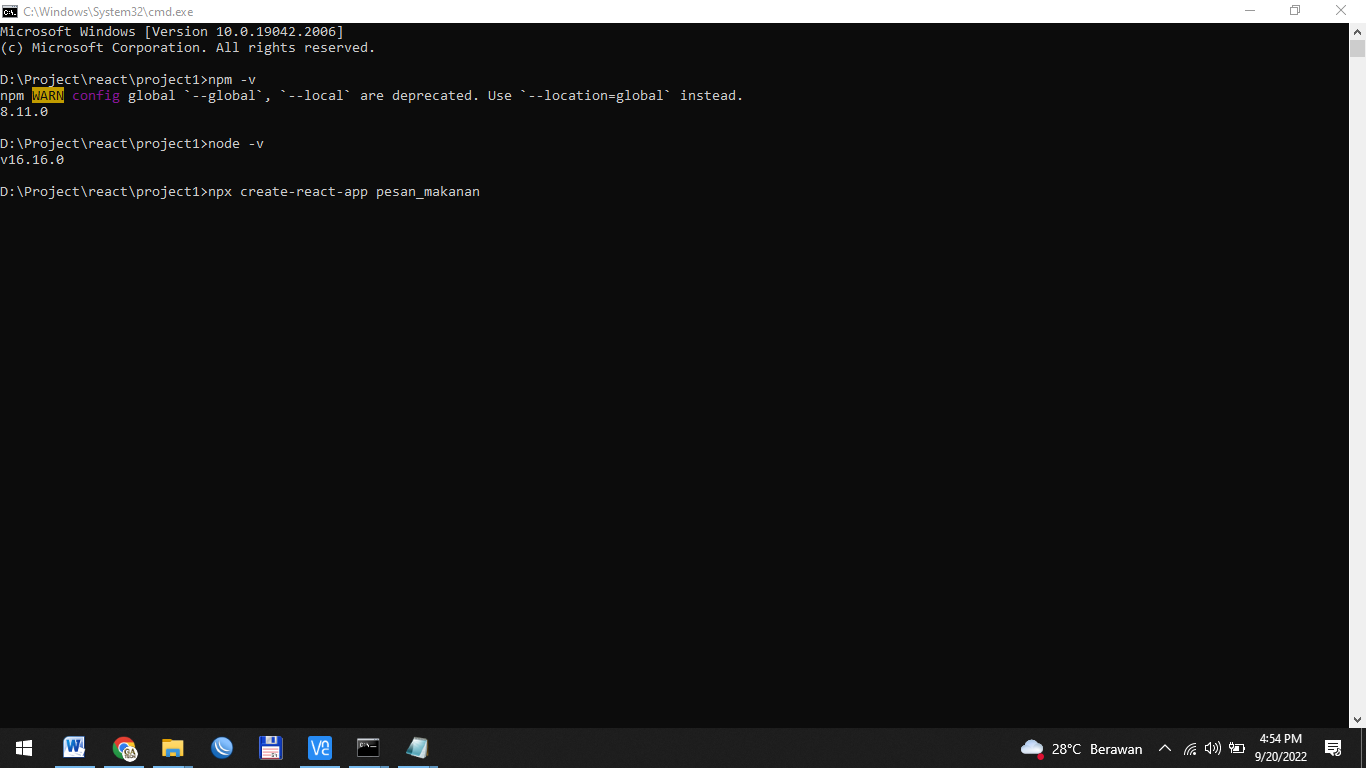 C:\Windows\System32\cmd.exe
Microsoft Windows [Version 10.0.19042.2006]
(c) Microsoft Corporation. All rights reserved.
D:\Project\react\project1>npm -v
npm WARN config global `--global`, `--local` are deprecated. Use `--location=global` instead.
8.11.0
D:\Project\react\project1>node -v
v16.16.0
D:\Project\react\project1>npx create-react-app pesan_makanan
28°C Berawan
4:54 PM
9/20/2022